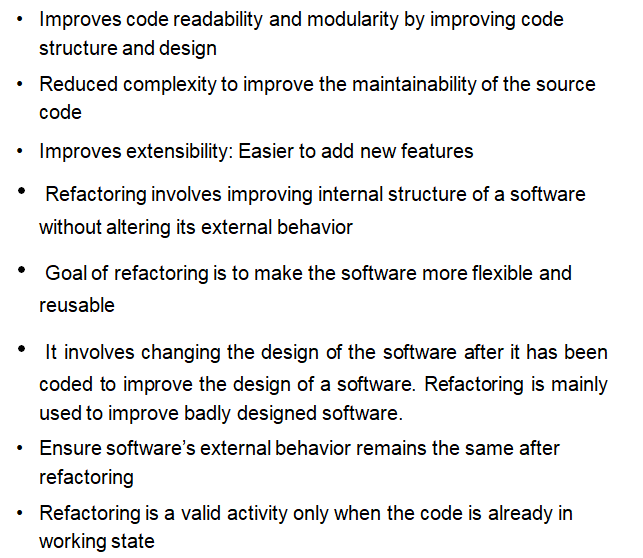 • Improves code readability and modularity by improving code
structure and design
• Reduced complexity to improve the maintainability of the source
code
• Improves extensibility: Easier to add new features
• Refactoring involves improving internal structure of a software
without altering its external behavior
• Goal of refactoring is to make the software more flexible and
reusable
• It involves changing the design of the software after it has been
coded to improve the design of a software. Refactoring is mainly
used to improve badly designed software.
• Ensure software’s external behavior remains the same after
refactoring
• Refactoring is a valid activity only when the code is already in
working state